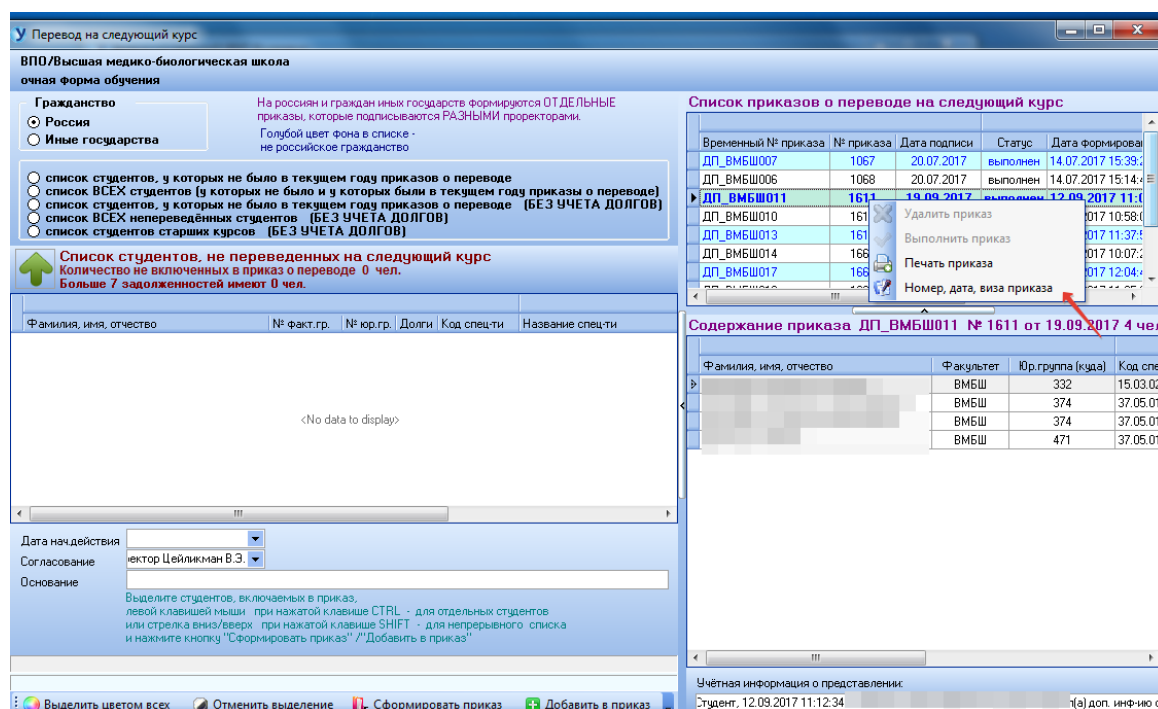 Перевод на следующий курс
ВПО/Высшая медико-биологическая школа
очная форма обучения
Гражданство
Россия
Иные государства
На россиян и граждан иных государств формируются ОТДЕЛЬНЫЕ
приказы, которые подписываются РАЗНЫМИ проректорами.
Голубой цвет фона в списке -
не российское гражданство
список студентов, у которых не было в текущем году приказов о переводе
список ВСЕХ студентов (у которых не было и у которых были в текущем году приказы о переводе)
список студентов, у которых не было в текущем году приказов о переводе (БЕЗ УЧЕТА ДОЛГОВ)
список ВСЕХ непереведённых студентов (БЕЗ УЧЕТА ДОЛГОВ)
список студентов старших курсов (БЕЗ УЧЕТА ДОЛГОВ)
Список студентов, не переведенных на следующий курс
Количество не включенных в приказ о переводе 0 чел.
Больше 7 задолженностей имеют 0 чел.
Фамилия, имя, отчество № факт.гр. № юр.гр. Долги Код спец-ти Название спец-ти
<No data to display>
Дата нач.действия
Согласование ректор Цейликман В.Э.
Основание
Выделите студентов, включаемых в приказ,
левой клавишей мыши при нажатой клавише CTRL - для отдельных студентов
или стрелка вниз/вверх при нажатой клавише SHIFT - для непрерывного списка
и нажмите кнопку "Сформировать приказ" /"Добавить в приказ"
Выделить цветом всех Отменить выделение Сформировать приказ Добавить в приказ
Список приказов о переводе на следующий курс
Временный № приказа № приказа Дата подписи Статус Дата формирова
ДП_ВМБШ007 1067 20.07.2017 выполнен 14.07.2017 15:39:
ДП_ВМБШ006 1068 20.07.2017 выполнен 14.07.2017 15:14:
ДП_ВМБШ011 1611 19.09.2017 выполнен 12.09.2017 11:
ДП_ВМБШ010 161 017 10:58:
ДП_ВМБШ013 161 017 11:37:
ДП_ВМБШ014 166 017 10:07:
ДП_ВМБШ017 166 017 12:04:
Удалить приказ
Выполнить приказ
Печать приказа
Номер, дата, виза приказа
Содержание приказа ДП_ВМБШ011 № 1611 от 19.09.2017 4 чел
Фамилия, имя, отчество Факультет Юр.группа (куда) Код спе
ВМБШ 332 15.03.02
ВМБШ 374 37.05.01
ВМБШ 374 37.05.01
ВМБШ 471 37.05.01
Учётная информация о представлении:
Студент, 12.09.2017 11:12:34 л(а) доп. инф-ию